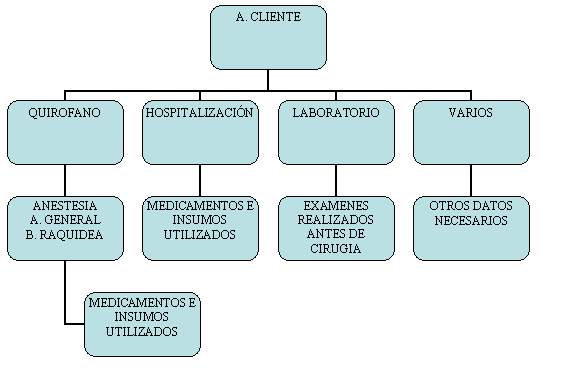 A. CLIENTE
QUIROFANO
HOSPITALIZACIÓN
LABORATORIO
VARIOS
ANESTESIA
A. GENERAL
B. RAQUIDEA
MEDICAMENTOS E
INSUMOS
UTILIZADOS
EXAMENES
REALIZADOS
ANTES DE
CIRUGIA
OTROS DATOS
NECESARIOS
MEDICAMENTOS E
INSUMOS
UTILIZADOS